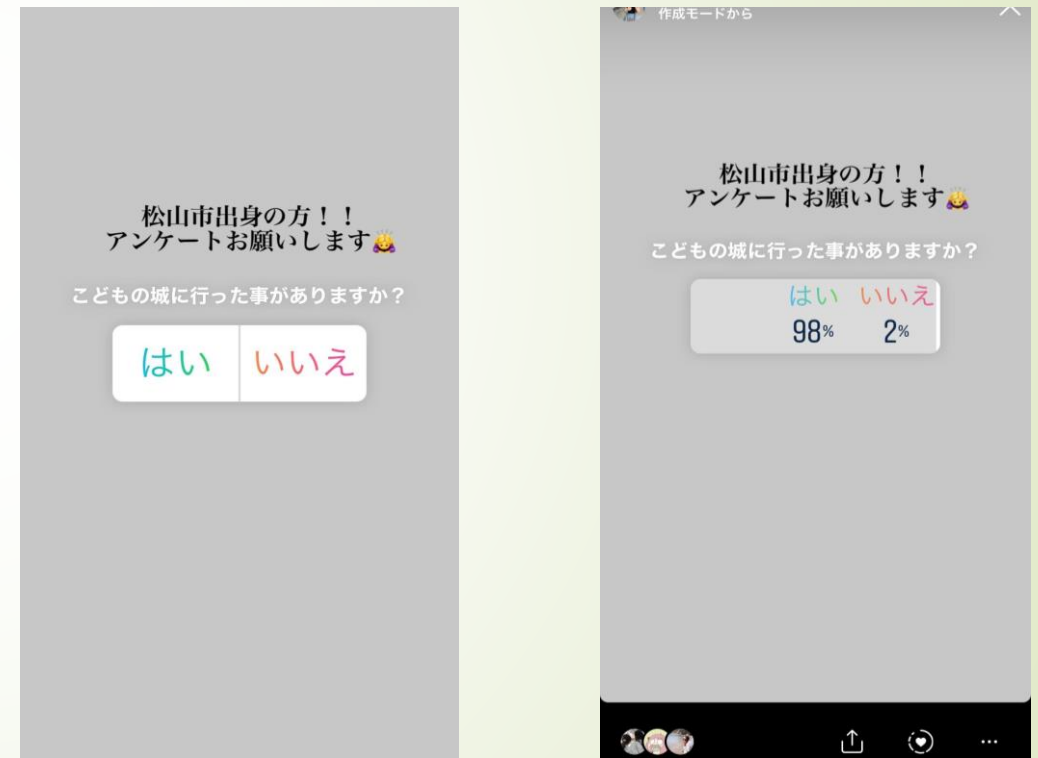 松山市出身の方！！
アンケートお願いします🙇
こどもの城に行った事がありますか？
はい いいえ
作成モードから
松山市出身の方！！
アンケートお願いします🙇
こどもの城に行った事がありますか？
はい いいえ
98% 2%